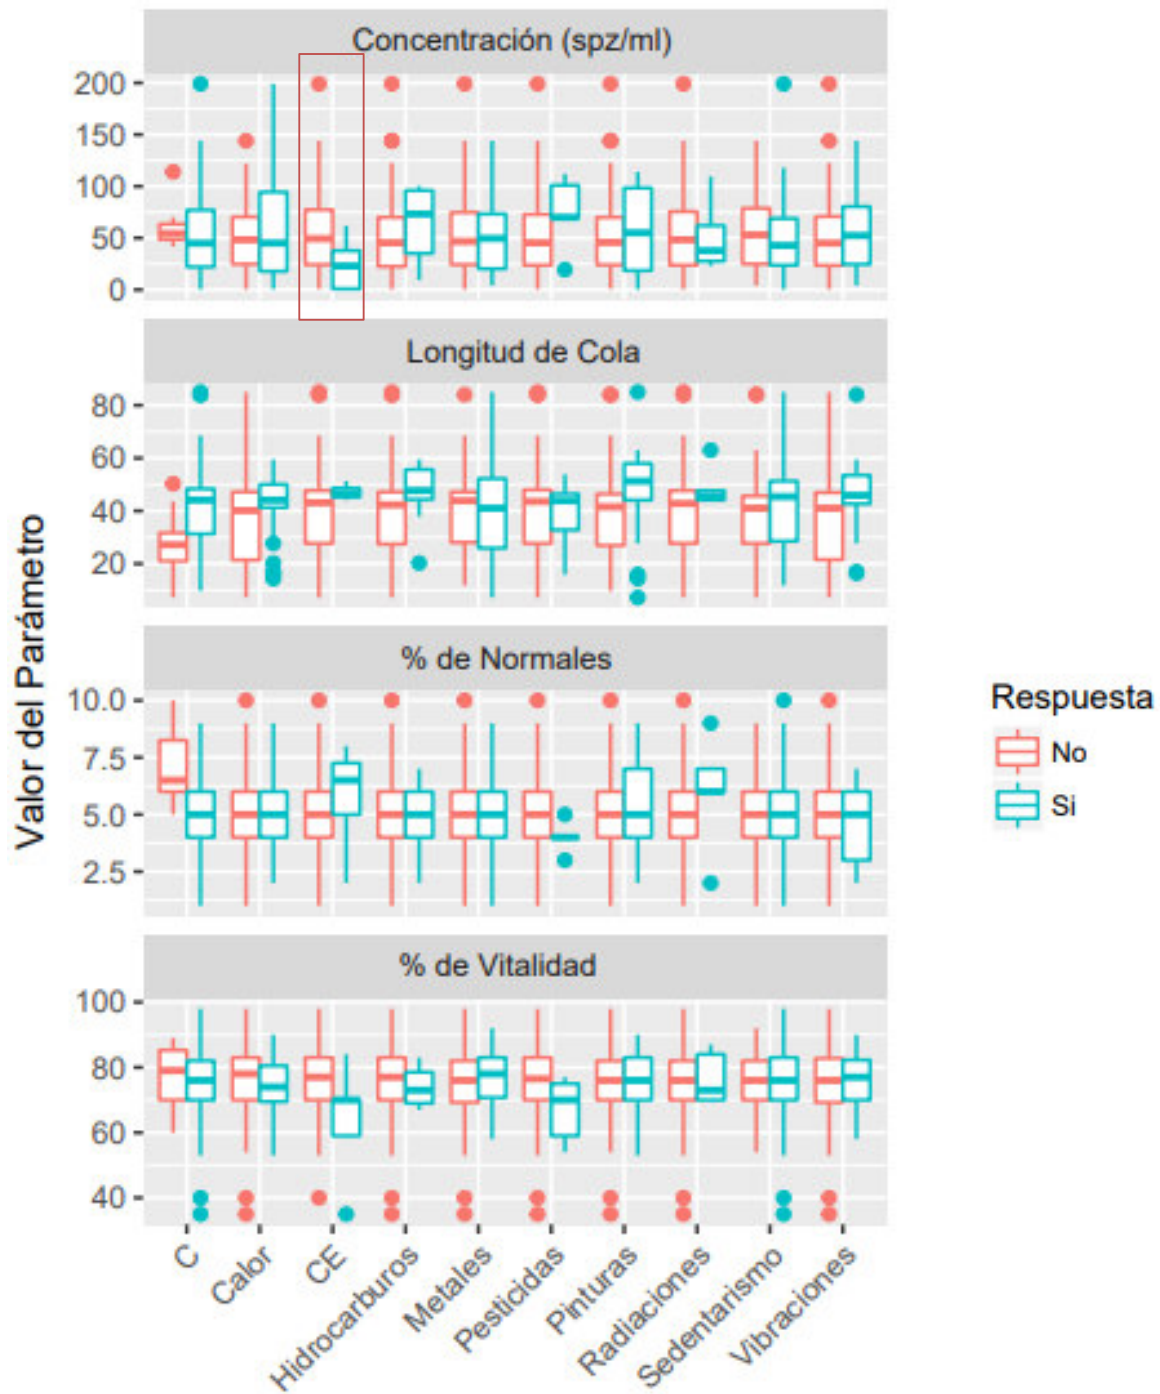 Concentración (spz/ml)
200
150
100
50
0
Longitud de Cola
80
60
40
20
% de Normales
10.0
7.5
5.0
2.5
% de Vitalidad
100
80
60
40
Valor del Parámetro
C
Calor
CE
Hidrocarburos
Metales
Pesticidas
Pinturas
Radiaciones
Sedentarismo
Vibraciones
Respuesta
No
Si